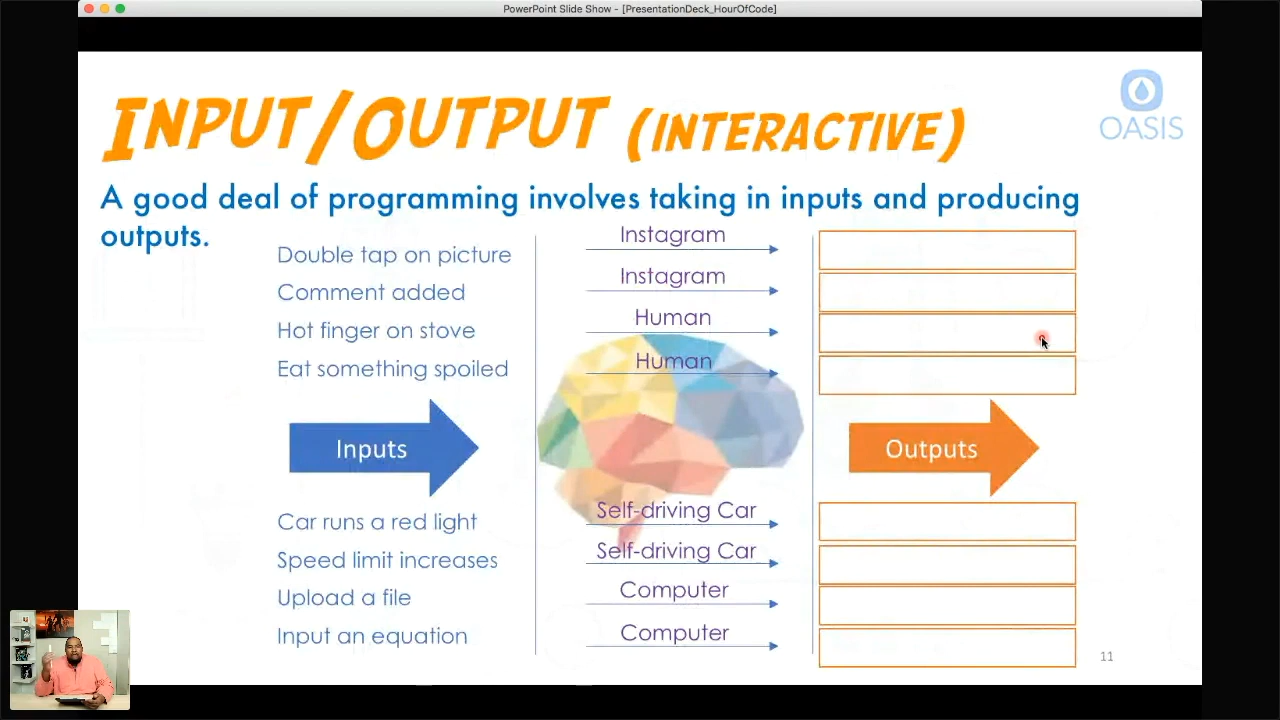 PowerPoint Slide Show - [PresentationDeck_HourOfCode]
INPUT/OUTPUT (INTERACTIVE)
OASIS
A good deal of programming involves taking in inputs and producing
outputs.
Double tap on picture
Instagram
Comment added
Instagram
Hot finger on stove
Human
Eat something spoiled
Human
Inputs
Outputs
Car runs a red light
Self-driving Car
Speed limit increases
Self-driving Car
Upload a file
Computer
Input an equation
Computer
11